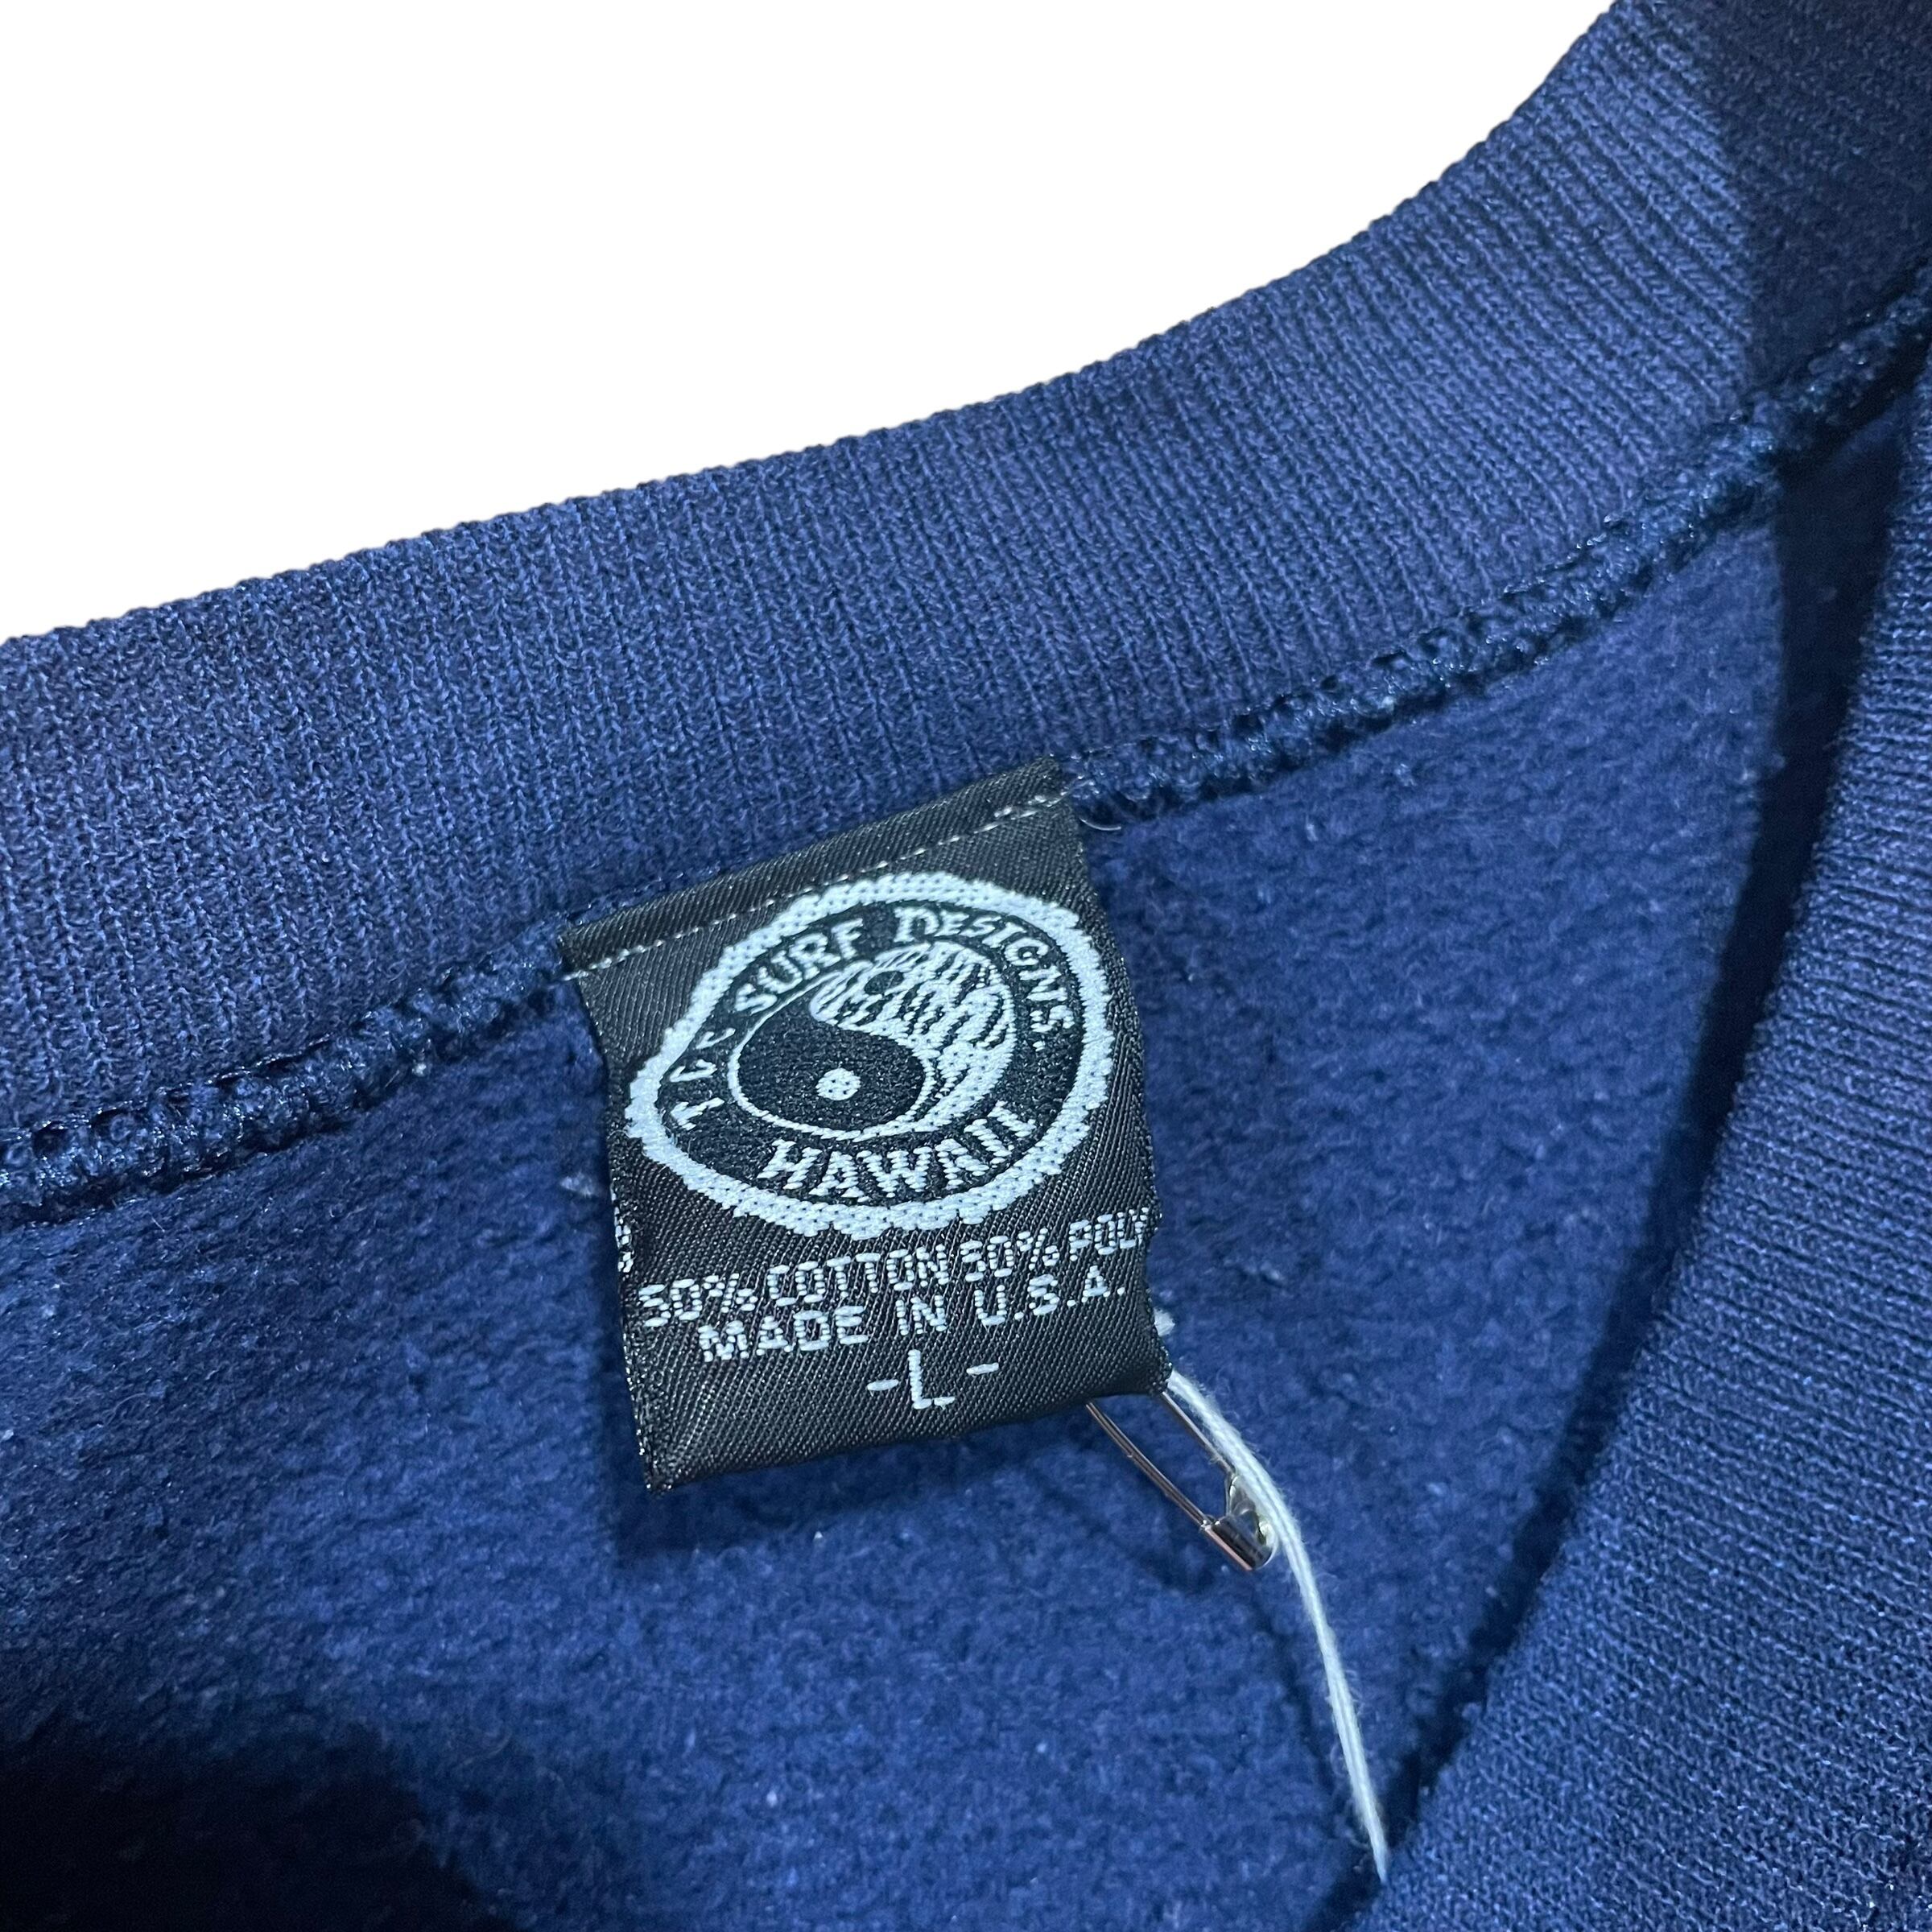 T&C SURF DESIGNS.
HAWAII
50% COTTON 50% POLY
MADE IN U.S.A.
-L-